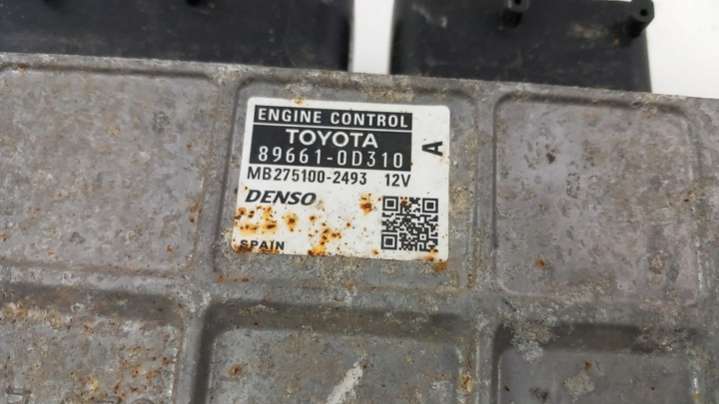 ENGINE CONTROL
TOYOTA
89661-0D310
A
MB275100-2493 12V
DENSO
SPAIN